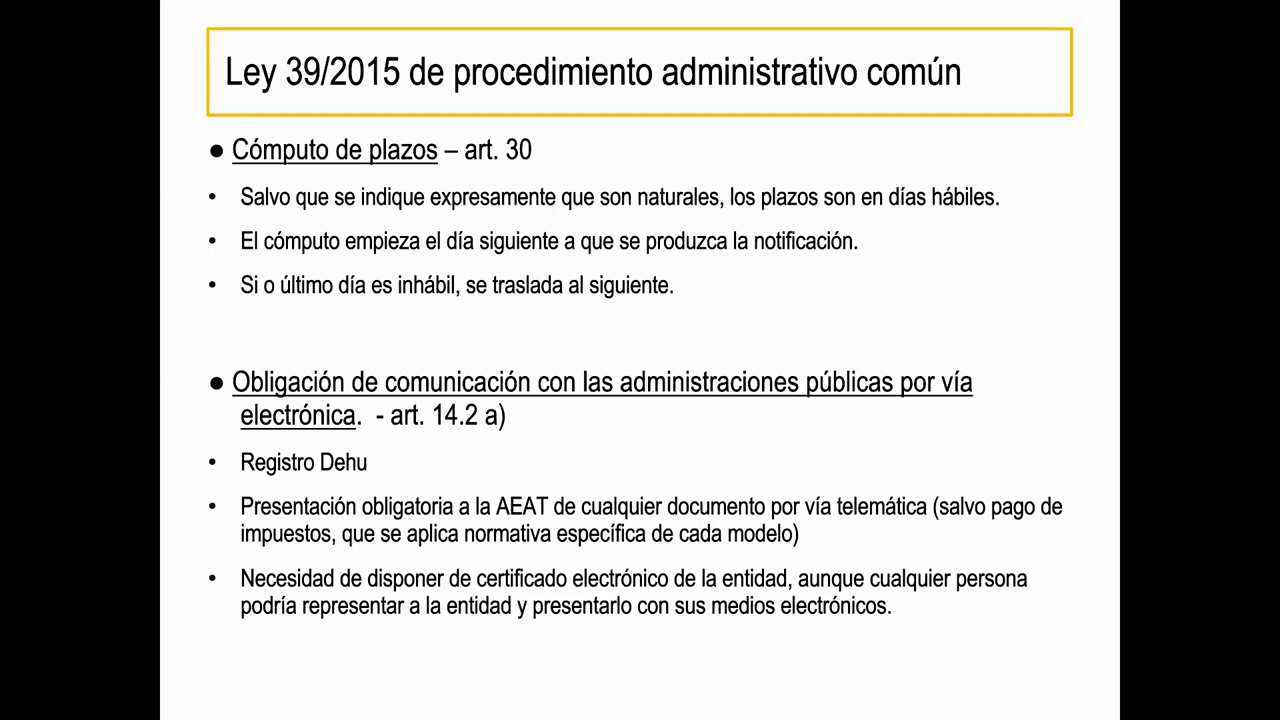 Ley 39/2015 de procedimiento administrativo común
● Cómputo de plazos – art. 30
• Salvo que se indique expresamente que son naturales, los plazos son en días hábiles.
• El cómputo empieza el día siguiente a que se produzca la notificación.
• Si o último día es inhábil, se traslada al siguiente.
● Obligación de comunicación con las administraciones públicas por vía
electrónica.  - art. 14.2 a)
• Registro Dehu
• Presentación obligatoria a la AEAT de cualquier documento por vía telemática (salvo pago de
impuestos, que se aplica normativa específica de cada modelo)
• Necesidad de disponer de certificado electrónico de la entidad, aunque cualquier persona
podría representar a la entidad y presentarlo con sus medios electrónicos.